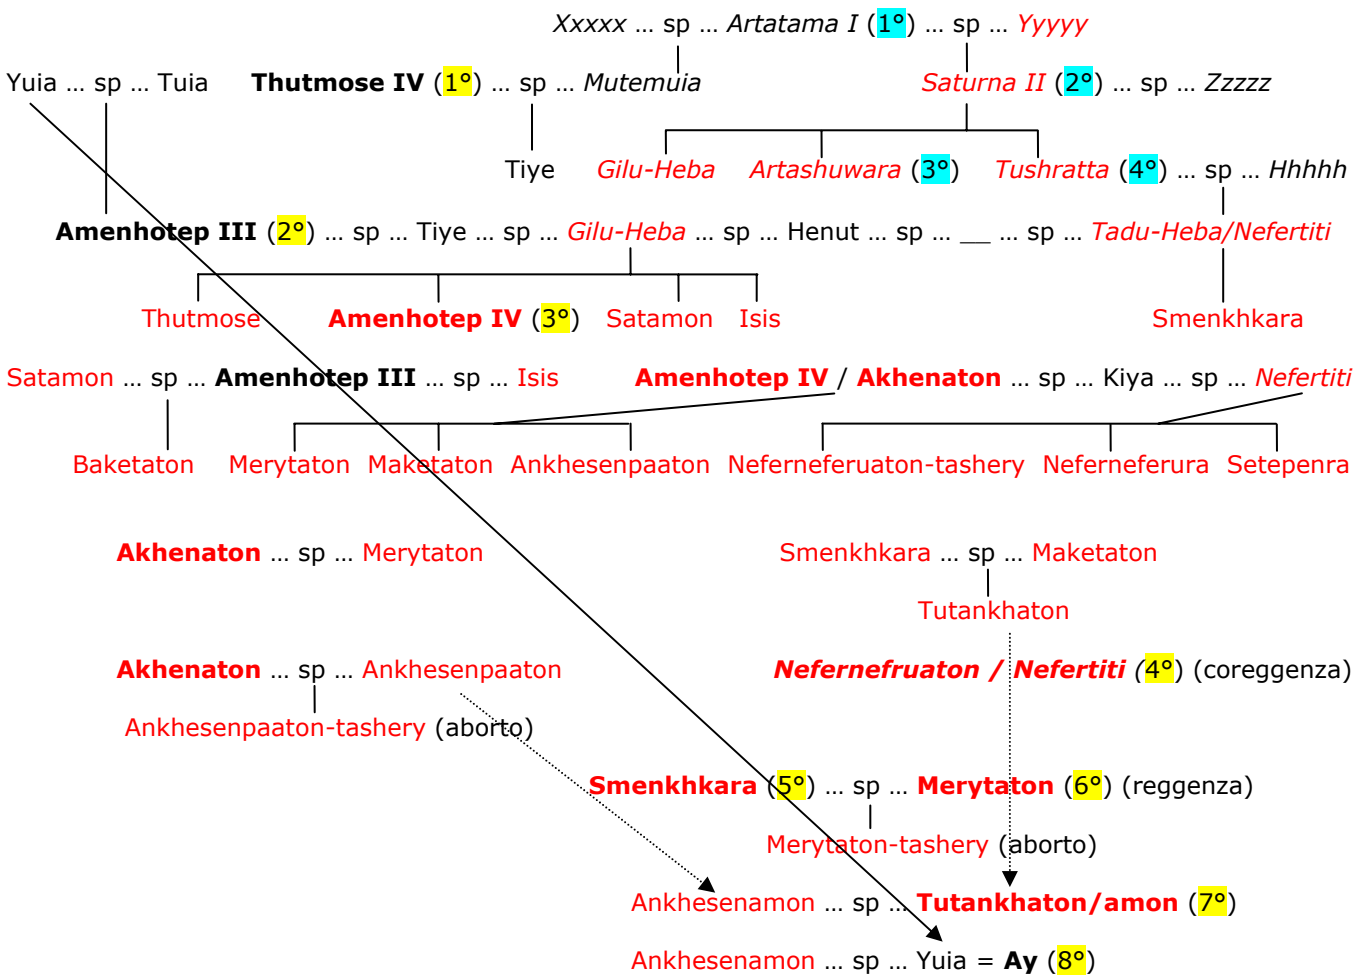 Xxxxx … sp … Artatama I (1°) … sp … Yyyyy
Yuia … sp … Tuia Thutmose IV (1°) … sp … Mutemuia Saturna II (2°) … sp … Zzzzz
Tiye Gilu-Heba Artashuwara (3°) Tushratta (4°) … sp … Hhhhh
Amenhotep III (2°) … sp … Tiye … sp … Gilu-Heba … sp … Henut … sp … __ … sp … Tadu-Heba/Nefertiti
Thutmose Amenhotep IV (3°) Satamon Isis Smenkhkara
Satamon … sp … Amenhotep III … sp … Isis Amenhotep IV / Akhenaton … sp … Kiya … sp … Nefertiti
Baketaton Merytaton Maketaton Ankhesenpaaton Neferneferuaton-tashery Neferneferura Setepenra
Akhenaton … sp … Merytaton Smenkhkara … sp … Maketaton
Tutankhaton
Akhenaton … sp … Ankhesenpaaton Nefernefruaton / Nefertiti (4°) (coreggenza)
Ankhesenpaaton-tashery (aborto)
Smenkhkara (5°) … sp … Merytaton (6°) (reggenza)
Merytaton-tashery (aborto)
Ankhesenamon … sp … Tutankhaton/amon (7°)
Ankhesenamon … sp … Yuia = Ay (8°)